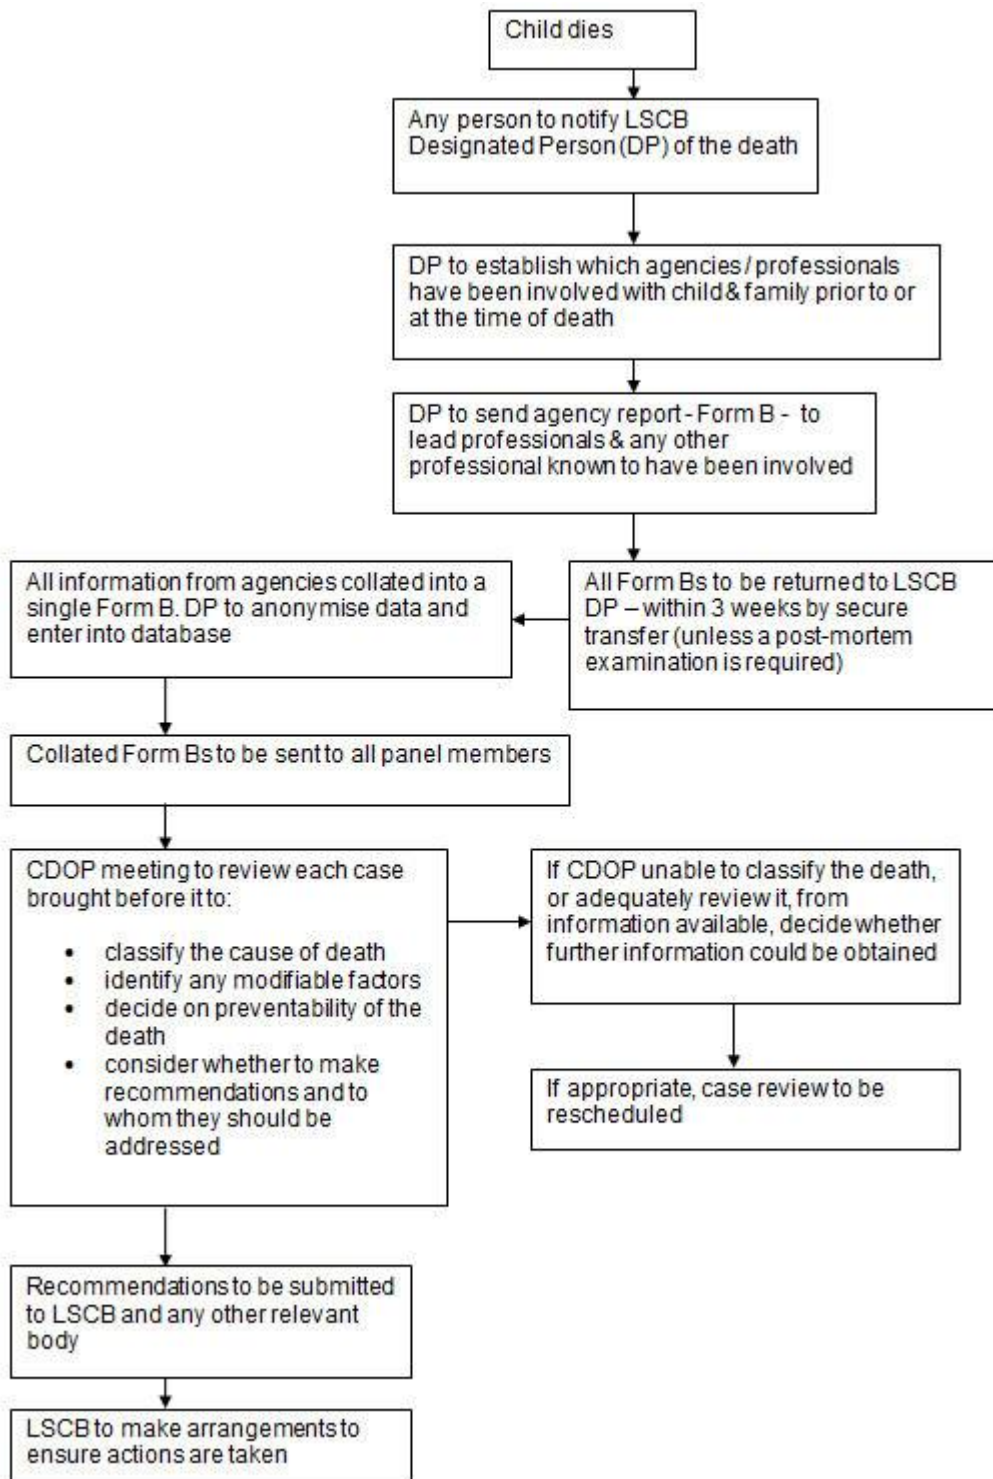 Child dies
Any person to notify LSCB
Designated Person (DP) of the death
DP to establish which agencies / professionals
have been involved with child & family prior to or
at the time of death
DP to send agency report - Form B - to
lead professionals & any other
professional known to have been involved
All information from agencies collated into a
single Form B. DP to anonymise data and
enter into database
All Form Bs to be returned to LSCB
DP – within 3 weeks by secure
transfer (unless a post-mortem
examination is required)
Collated Form Bs to be sent to all panel members
CDOP meeting to review each case
brought before it to:
• classify the cause of death
• identify any modifiable factors
• decide on preventability of the
death
• consider whether to make
recommendations and to
whom they should be
addressed
If CDOP unable to classify the death,
or adequately review it, from
information available, decide whether
further information could be obtained
If appropriate, case review to be
rescheduled
Recommendations to be submitted
to LSCB and any other relevant
body
LSCB to make arrangements to
ensure actions are taken